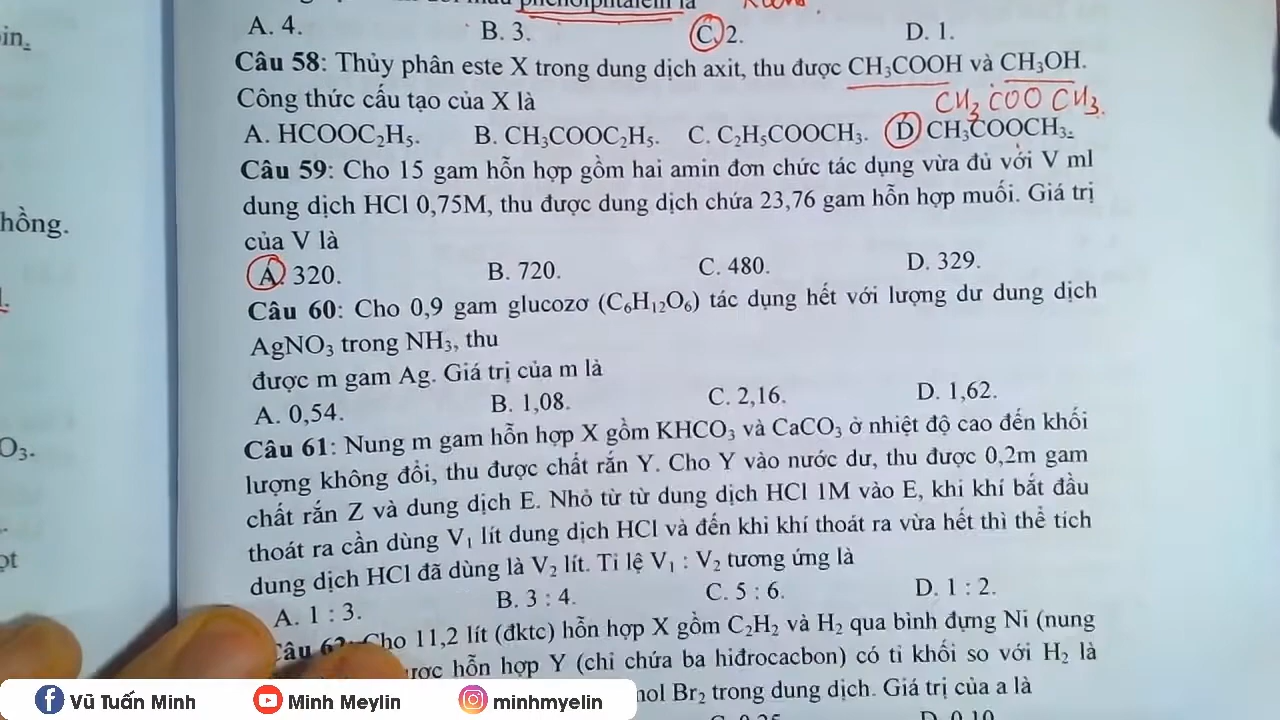 phenolphtalein là
A. 4. B. 3. C. 2. D. 1.
Câu 58: Thủy phân este X trong dung dịch axit, thu được CH₃COOH và CH₃OH.
Công thức cấu tạo của X là
CH₃COOCH₃.
A. HCOOC₂H₅. B. CH₃COOC₂H₅. C. C₂H₅COOCH₃. D CH₃COOCH₃.
Câu 59: Cho 15 gam hỗn hợp gồm hai amin đơn chức tác dụng vừa đủ với V ml
dung dịch HCl 0,75M, thu được dung dịch chứa 23,76 gam hỗn hợp muối. Giá trị
của V là
A. 320. B. 720. C. 480. D. 329.
Câu 60: Cho 0,9 gam glucozơ (C₆H₁₂O₆) tác dụng hết với lượng dư dung dịch
AgNO₃ trong NH₃, thu
được m gam Ag. Giá trị của m là
A. 0,54. B. 1,08. C. 2,16. D. 1,62.
Câu 61: Nung m gam hỗn hợp X gồm KHCO₃ và CaCO₃ ở nhiệt độ cao đến khối
lượng không đổi, thu được chất rắn Y. Cho Y vào nước dư, thu được 0,2m gam
chất rắn Z và dung dịch E. Nhỏ từ từ dung dịch HCl 1M vào E, khi khí bắt đầu
thoát ra cần dùng V₁ lít dung dịch HCl và đến khi khí thoát ra vừa hết thì thể tích
dung dịch HCl đã dùng là V₂ lít. Tỉ lệ V₁ : V₂ tương ứng là
A. 1 : 3. B. 3 : 4. C. 5 : 6. D. 1 : 2.
Cho 11,2 lít (đktc) hỗn hợp X gồm C₂H₂ và H₂ qua bình đựng Ni (nung
hỗn hợp Y (chỉ chứa ba hiđrocacbon) có tỉ khối so với H₂ là
Br₂ trong dung dịch. Giá trị của a là
hồng.
O₃.
Vũ Tuấn Minh Minh Meylin minhmyelin